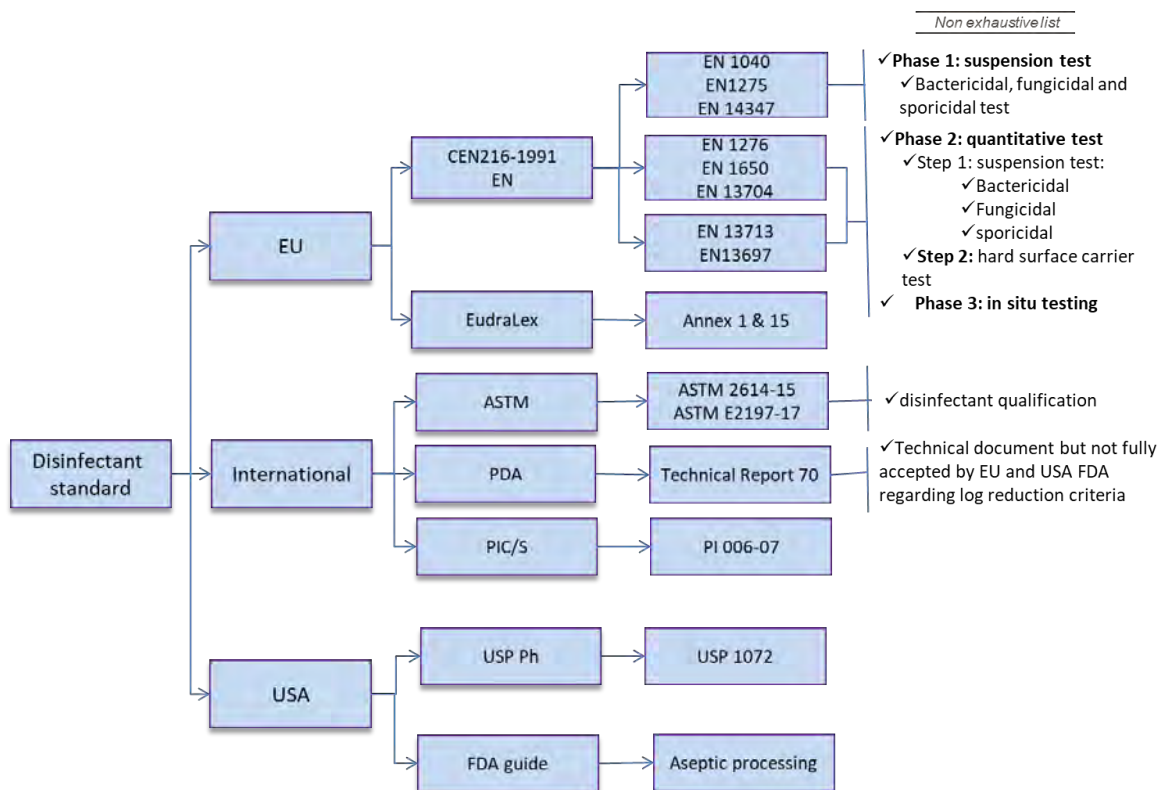 Non exhaustive list
EN 1040
EN1275
EN 14347
✓Phase 1: suspension test
✓Bactericidal, fungicidal and
sporicidal test
CEN216-1991
EN
EN 1276
EN 1650
EN 13704
✓Phase 2: quantitative test
✓Step 1: suspension test:
✓Bactericidal
✓Fungicidal
✓sporicidal
EN 13713
EN13697
✓Step 2: hard surface carrier
test
✓ Phase 3: in situ testing
EU
EudraLex
Annex 1 & 15
ASTM
ASTM 2614-15
ASTM E2197-17
✓disinfectant qualification
Disinfectant
standard
International
PDA
Technical Report 70
✓Technical document but not fully
accepted by EU and USA FDA
regarding log reduction criteria
PIC/S
PI 006-07
USA
USP Ph
USP 1072
FDA guide
Aseptic processing